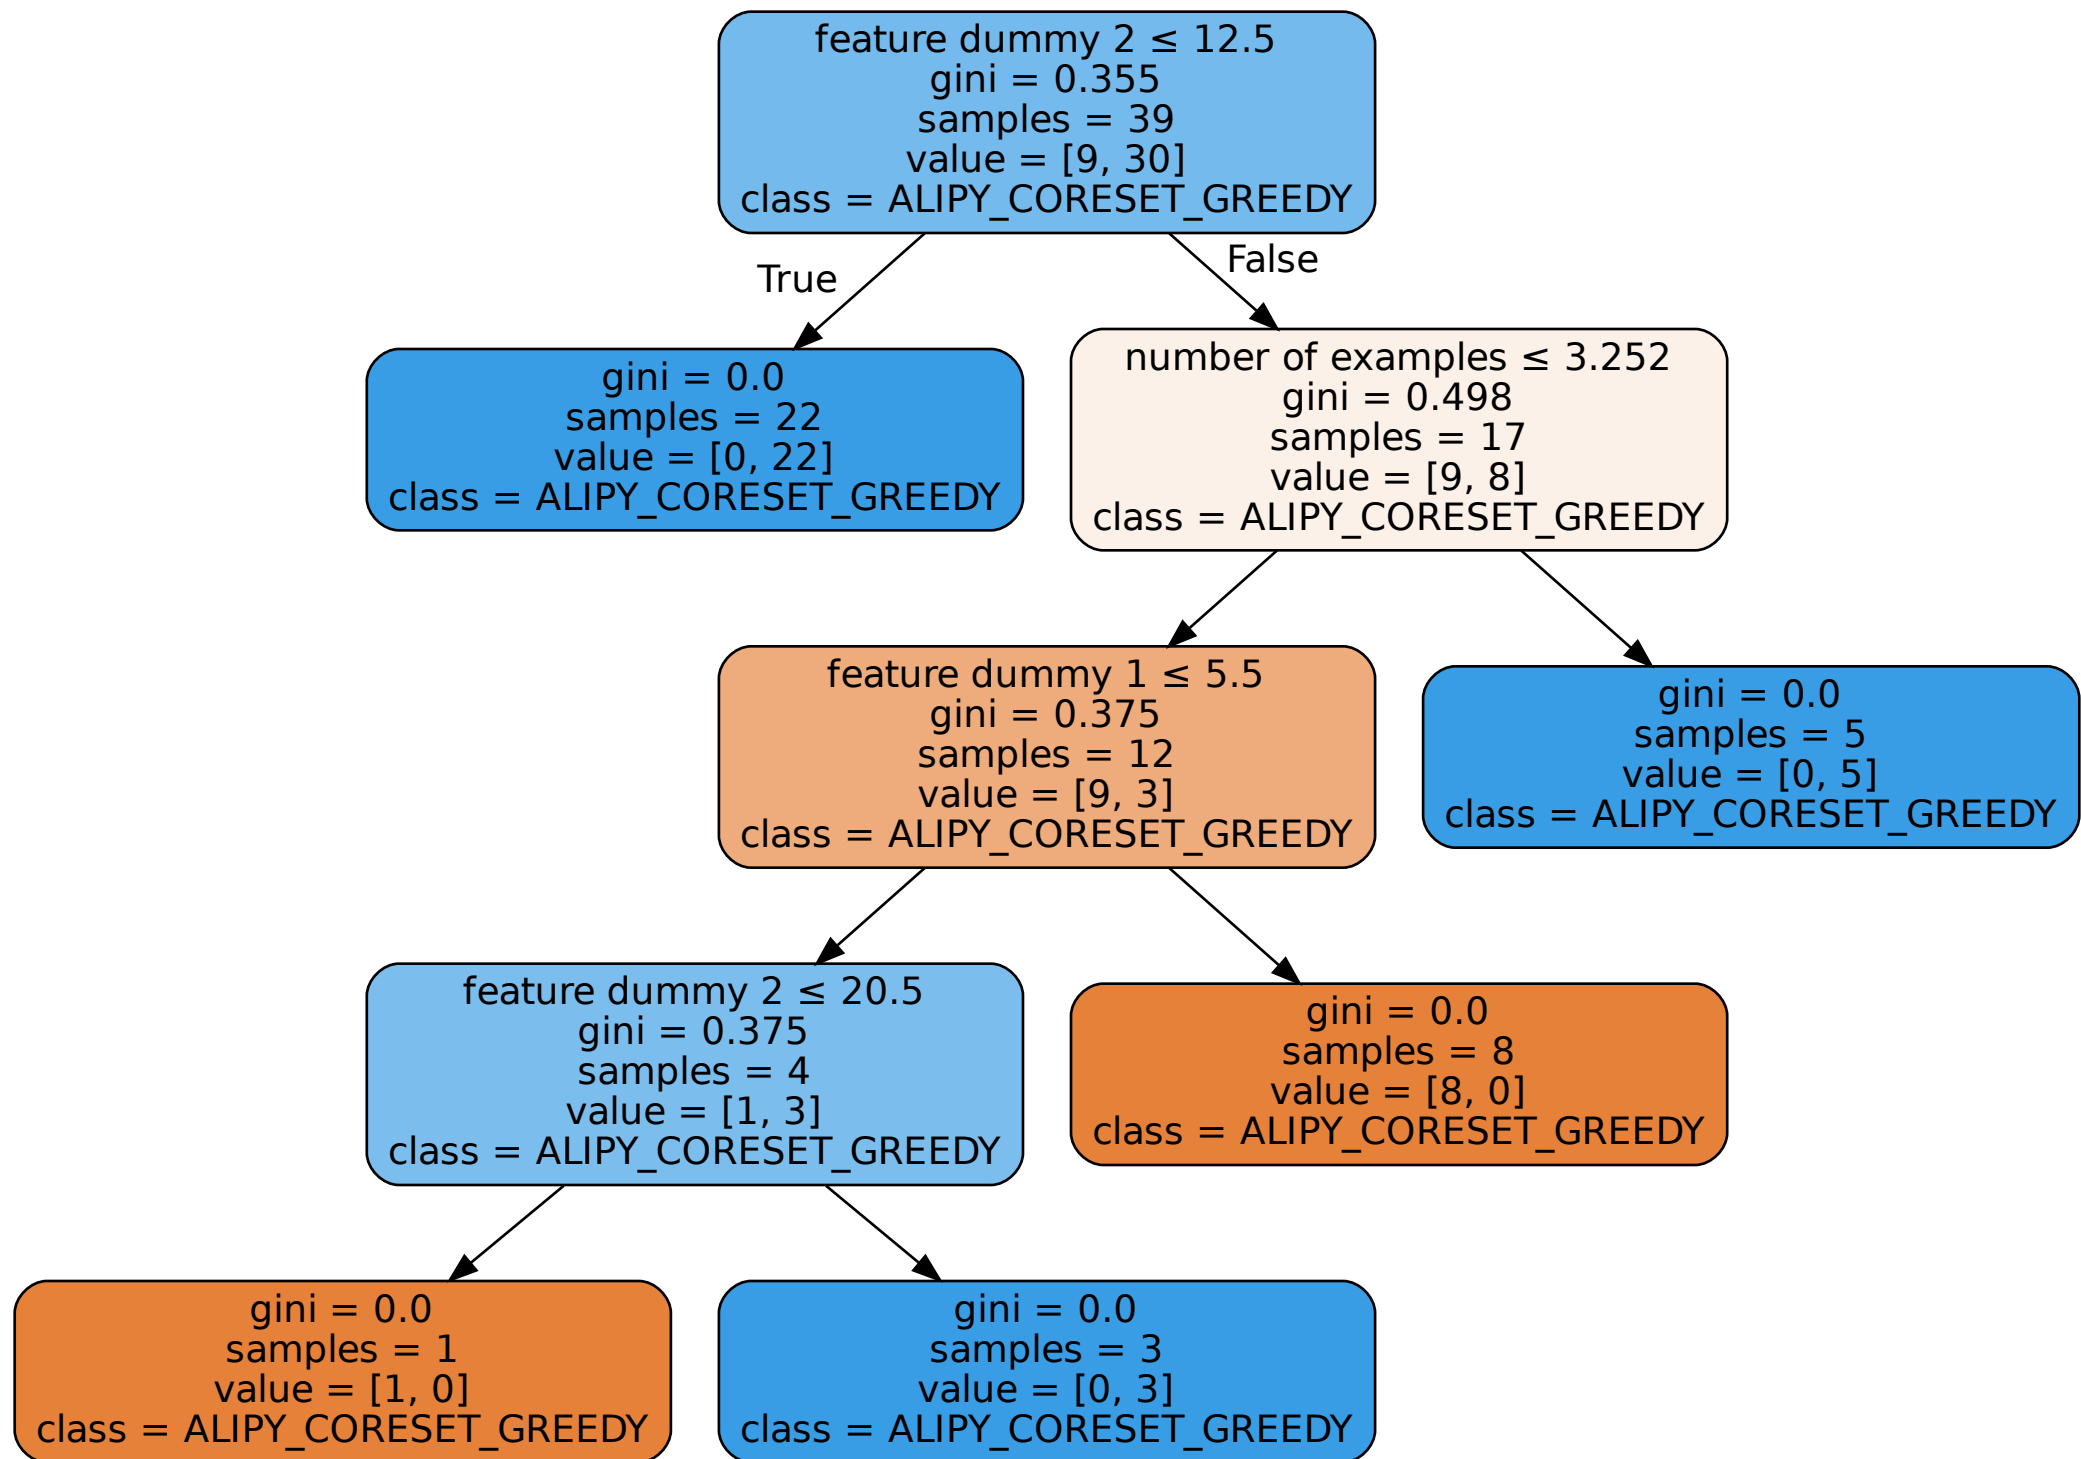 feature dummy 2 ≤ 12.5
gini = 0.355
samples = 39
value = [9, 30]
class = ALIPY_CORESET_GREEDY
True
False
gini = 0.0
samples = 22
value = [0, 22]
class = ALIPY_CORESET_GREEDY
number of examples ≤ 3.252
gini = 0.498
samples = 17
value = [9, 8]
class = ALIPY_CORESET_GREEDY
feature dummy 1 ≤ 5.5
gini = 0.375
samples = 12
value = [9, 3]
class = ALIPY_CORESET_GREEDY
gini = 0.0
samples = 5
value = [0, 5]
class = ALIPY_CORESET_GREEDY
feature dummy 2 ≤ 20.5
gini = 0.375
samples = 4
value = [1, 3]
class = ALIPY_CORESET_GREEDY
gini = 0.0
samples = 8
value = [8, 0]
class = ALIPY_CORESET_GREEDY
gini = 0.0
samples = 1
value = [1, 0]
class = ALIPY_CORESET_GREEDY
gini = 0.0
samples = 3
value = [0, 3]
class = ALIPY_CORESET_GREEDY